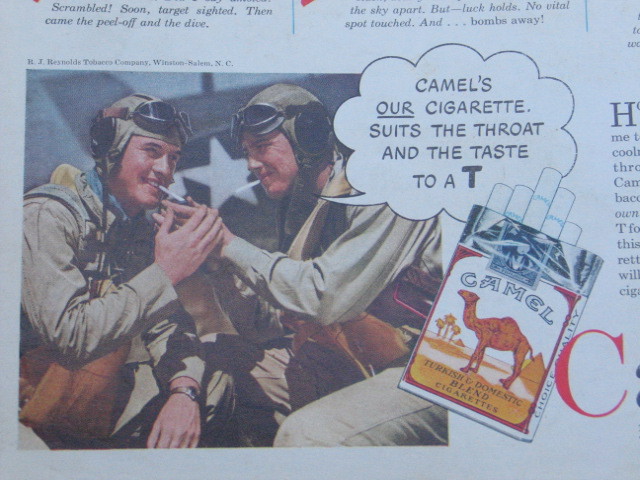 Scrambled! Soon, target sighted. Then
came the peel-off and the dive.
the sky apart. But—luck holds. No vital
spot touched. And . . . bombs away!
R. J. Reynolds Tobacco Company, Winston-Salem, N. C.
CAMEL'S
OUR CIGARETTE.
SUITS THE THROAT
AND THE TASTE
TO A T
CAMEL
TURKISH & DOMESTIC
BLEND
CIGARETTES
CHOICE QUALITY
H
me t
cool
thro
Cam
bacc
own
T fo
this
rett
will
ciga
C